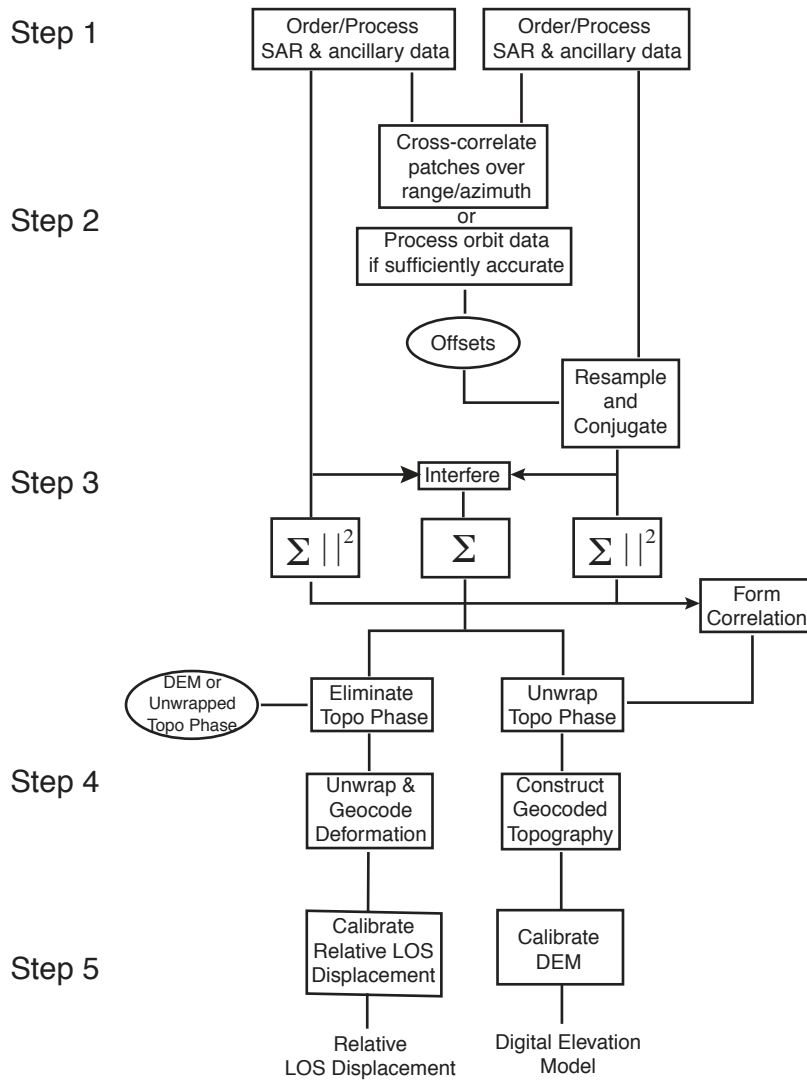 Step 1
Order/Process
SAR & ancillary data
Order/Process
SAR & ancillary data
Cross-correlate
patches over
range/azimuth
Step 2
or
Process orbit data
if sufficiently accurate
Offsets
Resample
and
Conjugate
Step 3
Interfere
Σ | |²
Σ
Σ | |²
Form
Correlation
DEM or
Unwrapped
Topo Phase
Eliminate
Topo Phase
Unwrap
Topo Phase
Step 4
Unwrap &
Geocode
Deformation
Construct
Geocoded
Topography
Step 5
Calibrate
Relative LOS
Displacement
Calibrate
DEM
Relative
LOS Displacement
Digital Elevation
Model